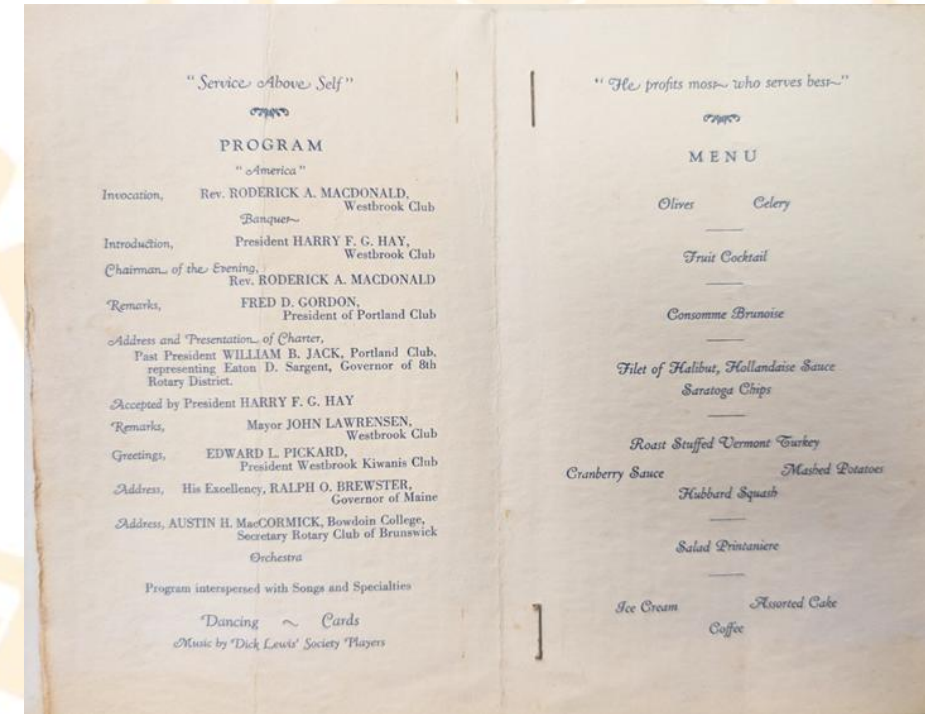 "Service Above Self"
PROGRAM
"America"
Invocation, Rev. RODERICK A. MACDONALD,
Westbrook Club
Banquet
Introduction, President HARRY F. G. HAY,
Westbrook Club
Chairman of the Evening,
Rev. RODERICK A. MACDONALD
Remarks, FRED D. GORDON,
President of Portland Club
Address and Presentation of Charter,
Past President WILLIAM B. JACK, Portland Club,
representing Eaton D. Sargent, Governor of 8th
Rotary District.
Accepted by President HARRY F. G. HAY
Remarks, Mayor JOHN LAWRENSEN,
Westbrook Club
Greetings, EDWARD L. PICKARD,
President Westbrook Kiwanis Club
Address, His Excellency, RALPH O. BREWSTER,
Governor of Maine
Address, AUSTIN H. MacCORMICK, Bowdoin College,
Secretary Rotary Club of Brunswick
Orchestra
Program interspersed with Songs and Specialties
Dancing ~ Cards
Music by Dick Lewis' Society Players
"He profits most who serves best"
MENU
Olives Celery
Fruit Cocktail
Consomme Brunoise
Filet of Halibut, Hollandaise Sauce
Saratoga Chips
Roast Stuffed Vermont Turkey
Cranberry Sauce Mashed Potatoes
Hubbard Squash
Salad Printaniere
Ice Cream Assorted Cake
Coffee